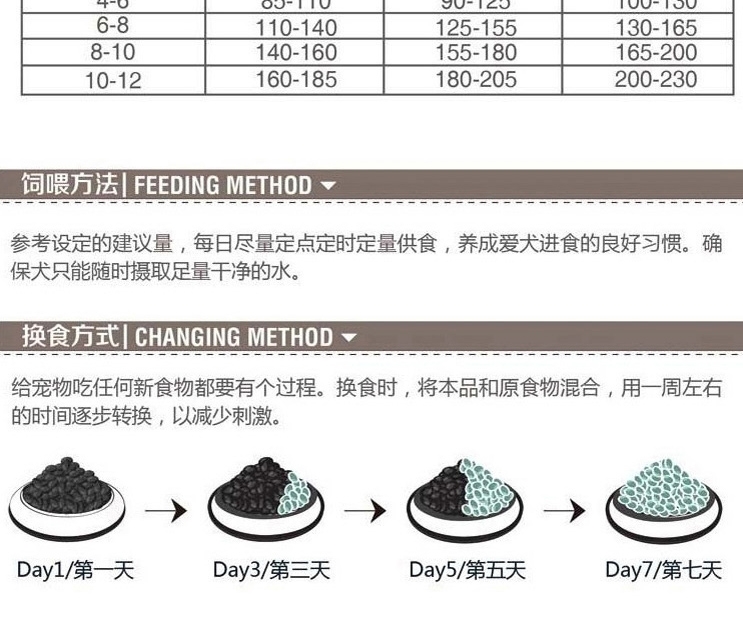 4-6 85-110 90-125 100-130
6-8 110-140 125-155 130-165
8-10 140-160 155-180 165-200
10-12 160-185 180-205 200-230
饲喂方法| FEEDING METHOD
参考设定的建议量，每日尽量定点定时定量供食，养成爱犬进食的良好习惯。确
保犬只能随时摄取足量干净的水。
换食方式| CHANGING METHOD
给宠物吃任何新食物都要有个过程。换食时，将本品和原食物混合，用一周左右
的时间逐步转换，以减少刺激。
Day1/第一天 Day3/第三天 Day5/第五天 Day7/第七天